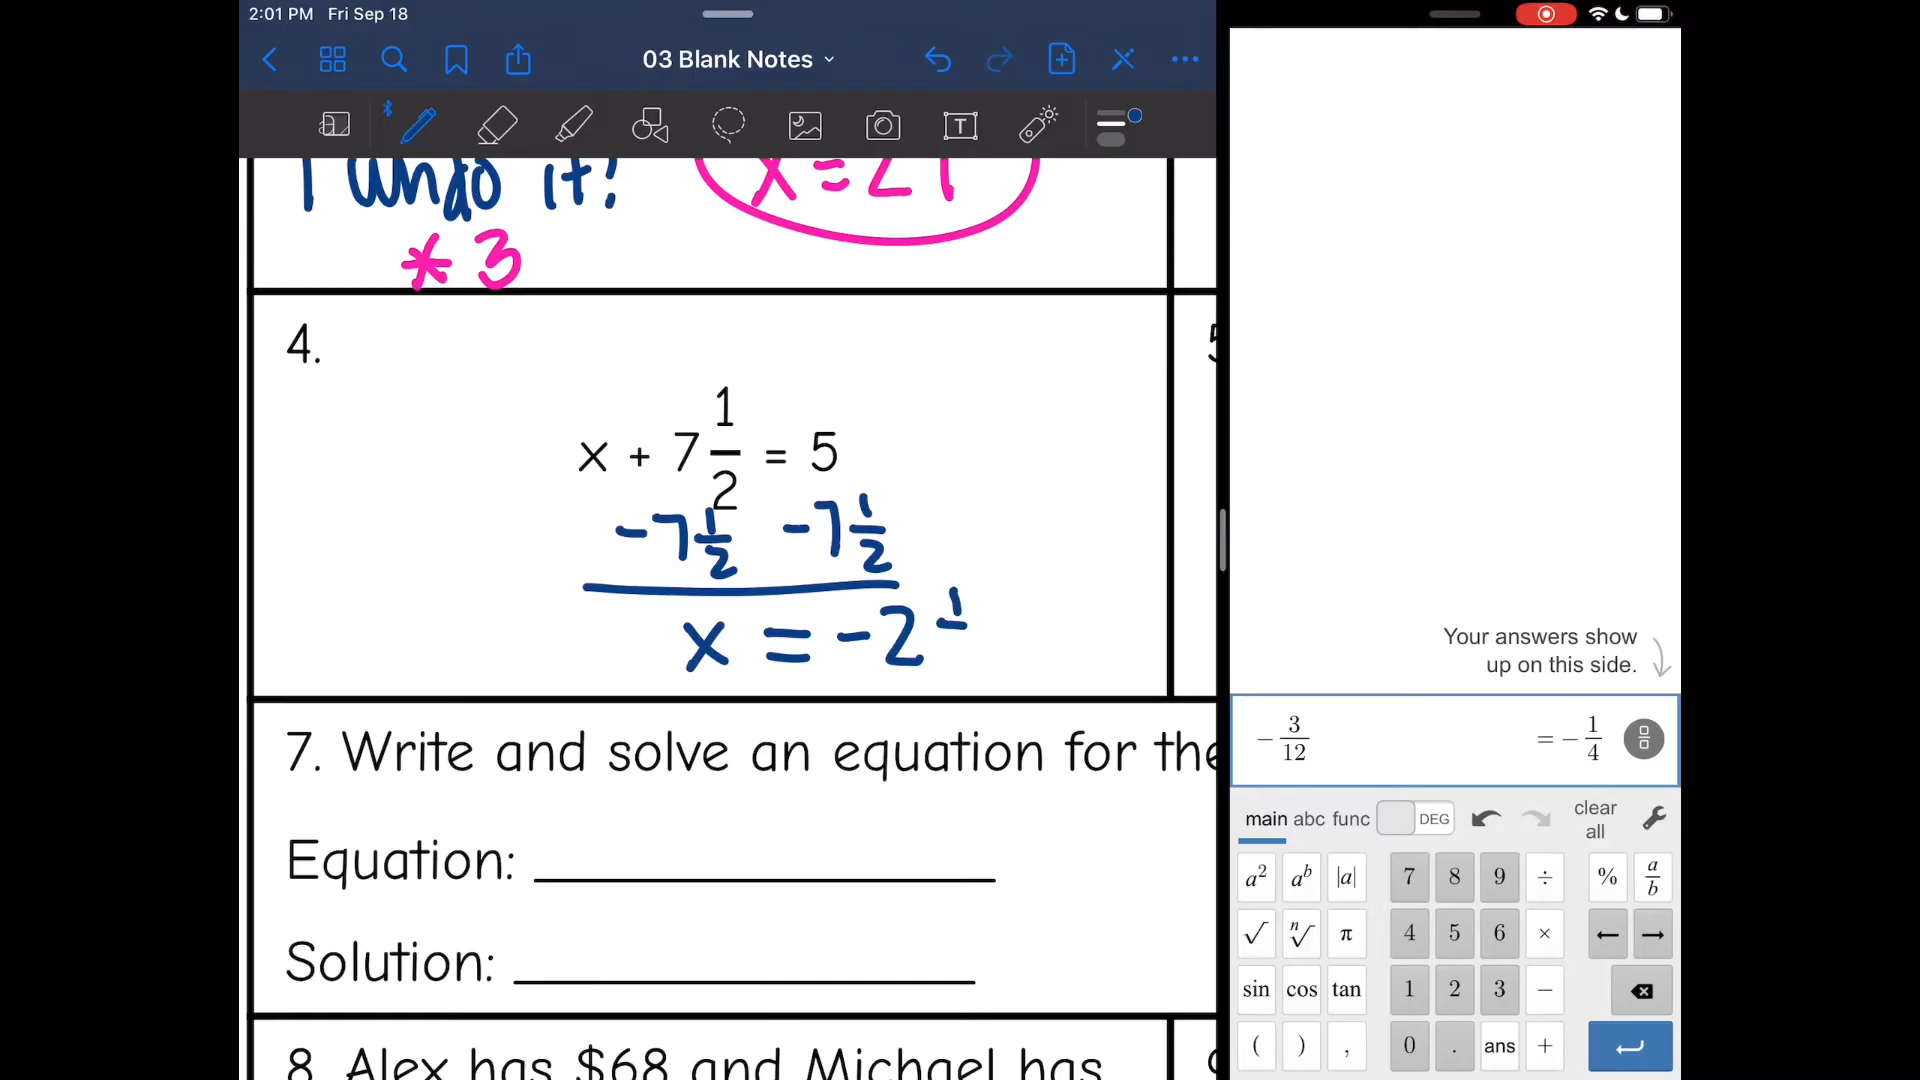 2:01 PM Fri Sep 18
03 Blank Notes
I undo it?
x = 21
* 3
4.
x + 7 1/2 = 5
-7 1/2 -7 1/2
x = -2 1
7. Write and solve an equation for the
Equation:
Solution:
8. Alex has $68 and Michael has
Your answers show
up on this side.
- 3/12 = - 1/4
main abc func DEG clear all
a² aᵇ |a| 7 8 9 ÷ % a/b
√ ⁿ√ π 4 5 6 × ← →
sin cos tan 1 2 3 −
( ) , 0 . ans +